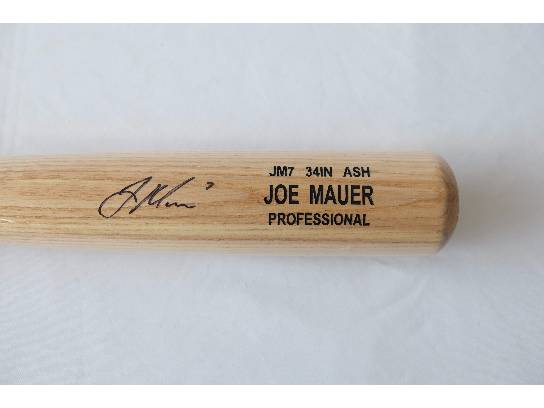 JM7 34IN ASH
JOE MAUER
PROFESSIONAL